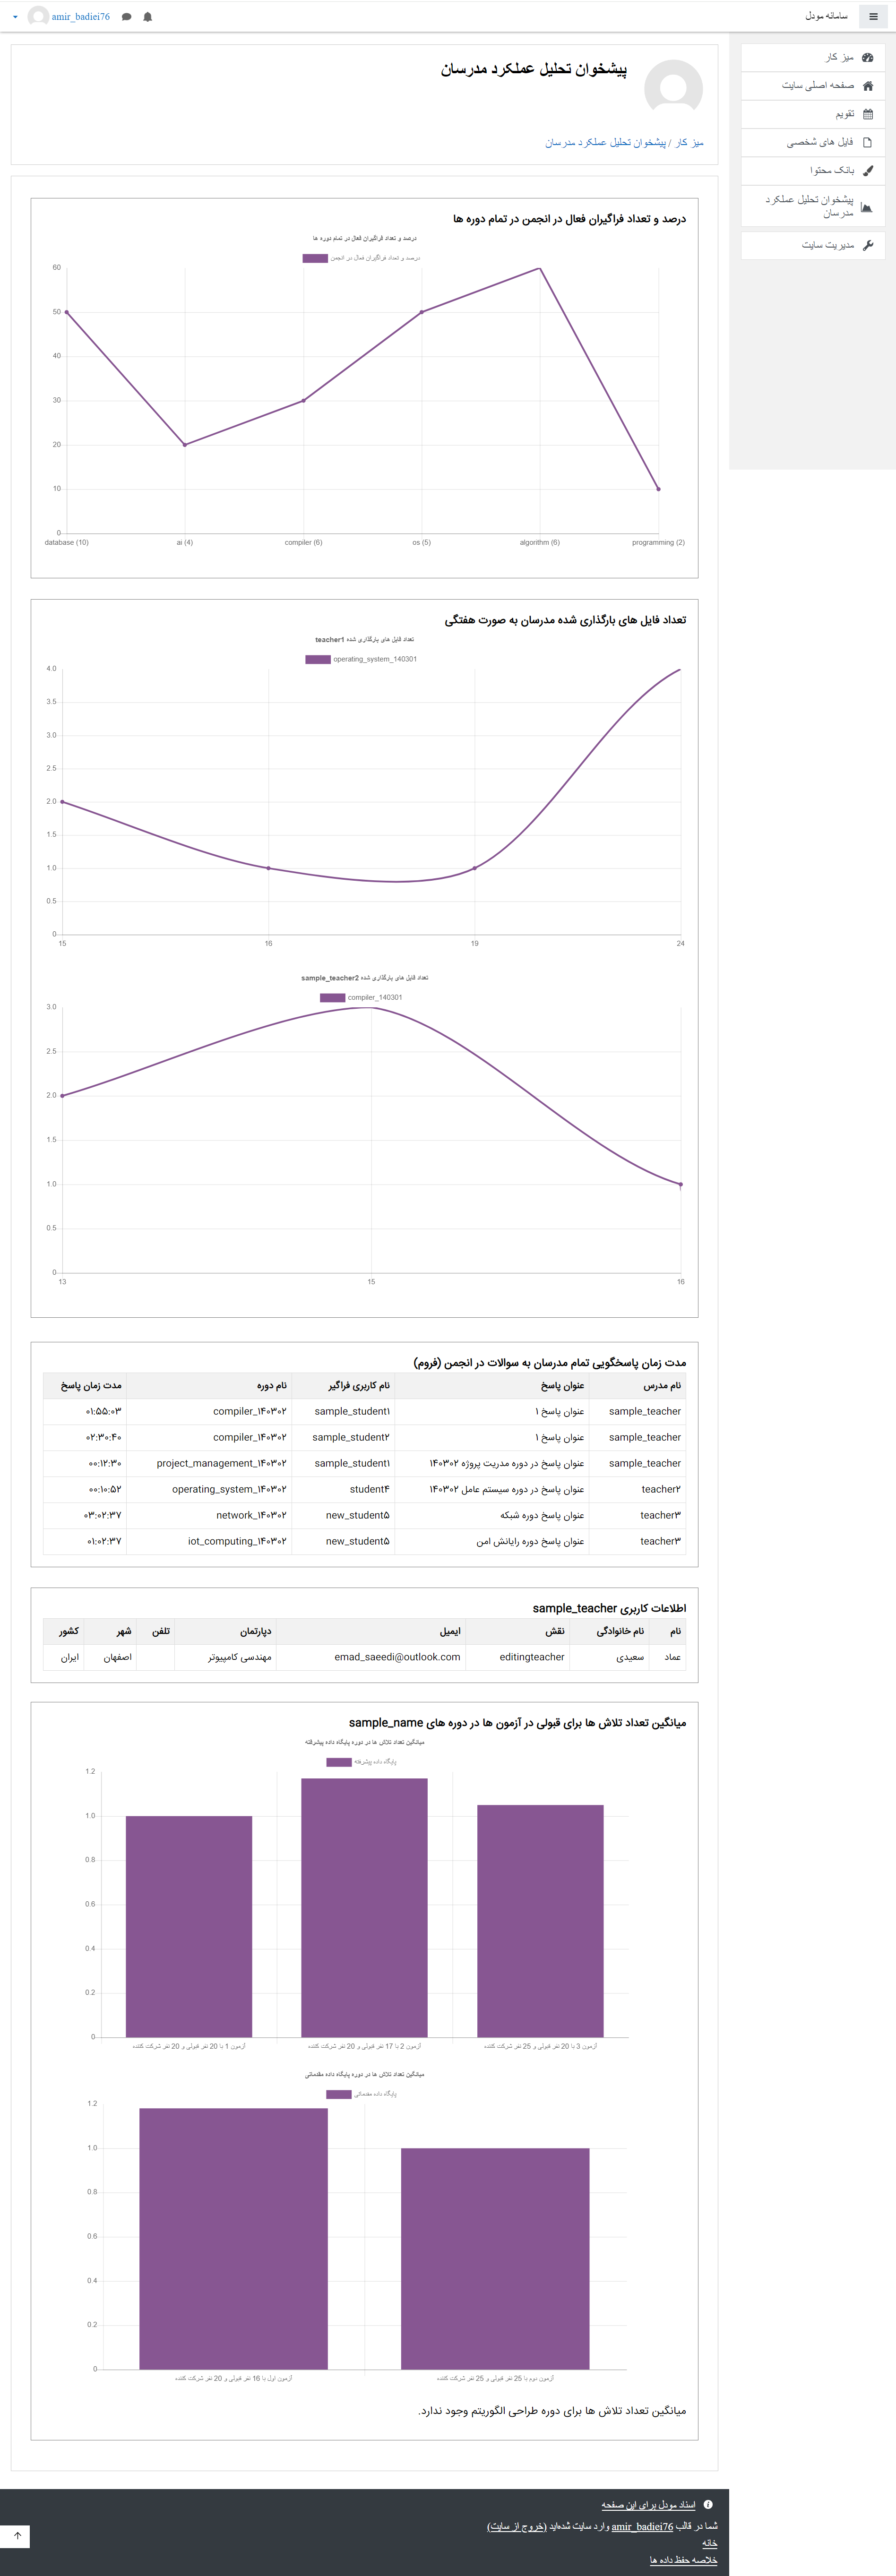 سامانه مودل
amir_badiei76
میز کار
صفحه اصلی سایت
تقویم
فایل های شخصی
بانک محتوا
پیشخوان تحلیل عملکرد
مدرسان
مدیریت سایت
پیشخوان تحلیل عملکرد مدرسان
میز کار / پیشخوان تحلیل عملکرد مدرسان
درصد و تعداد فراگیران فعال در انجمن در تمام دوره ها
درصد و تعداد فراگیران فعال در انجمن در تمام دوره ها
درصد و تعداد فراگیران فعال در انجمن
60
50
40
30
20
10
0
database (10) ai (4) compiler (6) os (5) algorithm (6) programming (2)
تعداد فایل های بارگذاری شده مدرسان به صورت هفتگی
تعداد فایل های بارگذاری شده teacher1
operating_system_140301
4.0
3.5
3.0
2.5
2.0
1.5
1.0
0.5
0
15 16 19 24
تعداد فایل های بارگذاری شده sample_teacher2
compiler_140301
3.0
2.5
2.0
1.5
1.0
0.5
0
13 15 16
مدت زمان پاسخگویی تمام مدرسان به سوالات در انجمن (فروم)
نام مدرس عنوان پاسخ نام کاربری فراگیر نام دوره مدت زمان پاسخ
sample_teacher عنوان پاسخ ۱ sample_student۱ compiler_۱۴۰۳۰۲ ۰۱:۵۵:۰۳
sample_teacher عنوان پاسخ ۱ sample_student۲ compiler_۱۴۰۳۰۲ ۰۲:۳۰:۴۰
sample_teacher عنوان پاسخ در دوره مدریت پروژه ۱۴۰۳۰۲ sample_student۱ project_management_۱۴۰۳۰۲ ۰۰:۱۲:۳۰
teacher۲ عنوان پاسخ در دوره سیستم عامل ۱۴۰۳۰۲ student۴ operating_system_۱۴۰۳۰۲ ۰۰:۱۰:۵۲
teacher۳ عنوان پاسخ دوره شبکه new_student۵ network_۱۴۰۳۰۲ ۰۳:۰۲:۳۷
teacher۳ عنوان پاسخ دوره رایانش امن new_student۵ iot_computing_۱۴۰۳۰۲ ۰۱:۰۲:۳۷
اطلاعات کاربری sample_teacher
نام نام خانوادگی نقش ایمیل دپارتمان تلفن شهر کشور
عماد سعیدی editingteacher emad_saeedi@outlook.com مهندسی کامپیوتر اصفهان ایران
میانگین تعداد تلاش ها برای قبولی در آزمون ها در دوره های sample_name
میانگین تعداد تلاش ها در دوره پایگاه داده پیشرفته
پایگاه داده پیشرفته
1.2
1.0
0.8
0.6
0.4
0.2
0
آزمون 1 با 20 نفر قبولی و 20 نفر شرکت کننده
آزمون 2 با 17 نفر قبولی و 20 نفر شرکت کننده
آزمون 3 با 20 نفر قبولی و 25 نفر شرکت کننده
میانگین تعداد تلاش ها در دوره پایگاه داده مقدماتی
پایگاه داده مقدماتی
1.2
1.0
0.8
0.6
0.4
0.2
0
آزمون اول با 16 نفر قبولی و 20 نفر شرکت کننده
آزمون دوم با 25 نفر قبولی و 25 نفر شرکت کننده
میانگین تعداد تلاش ها برای دوره طراحی الگوریتم وجود ندارد.
اسناد مودل برای این صفحه
شما در قالب amir_badiei76 وارد سایت شده‌اید (خروج از سایت)
خانه
خلاصه حفظ داده ها